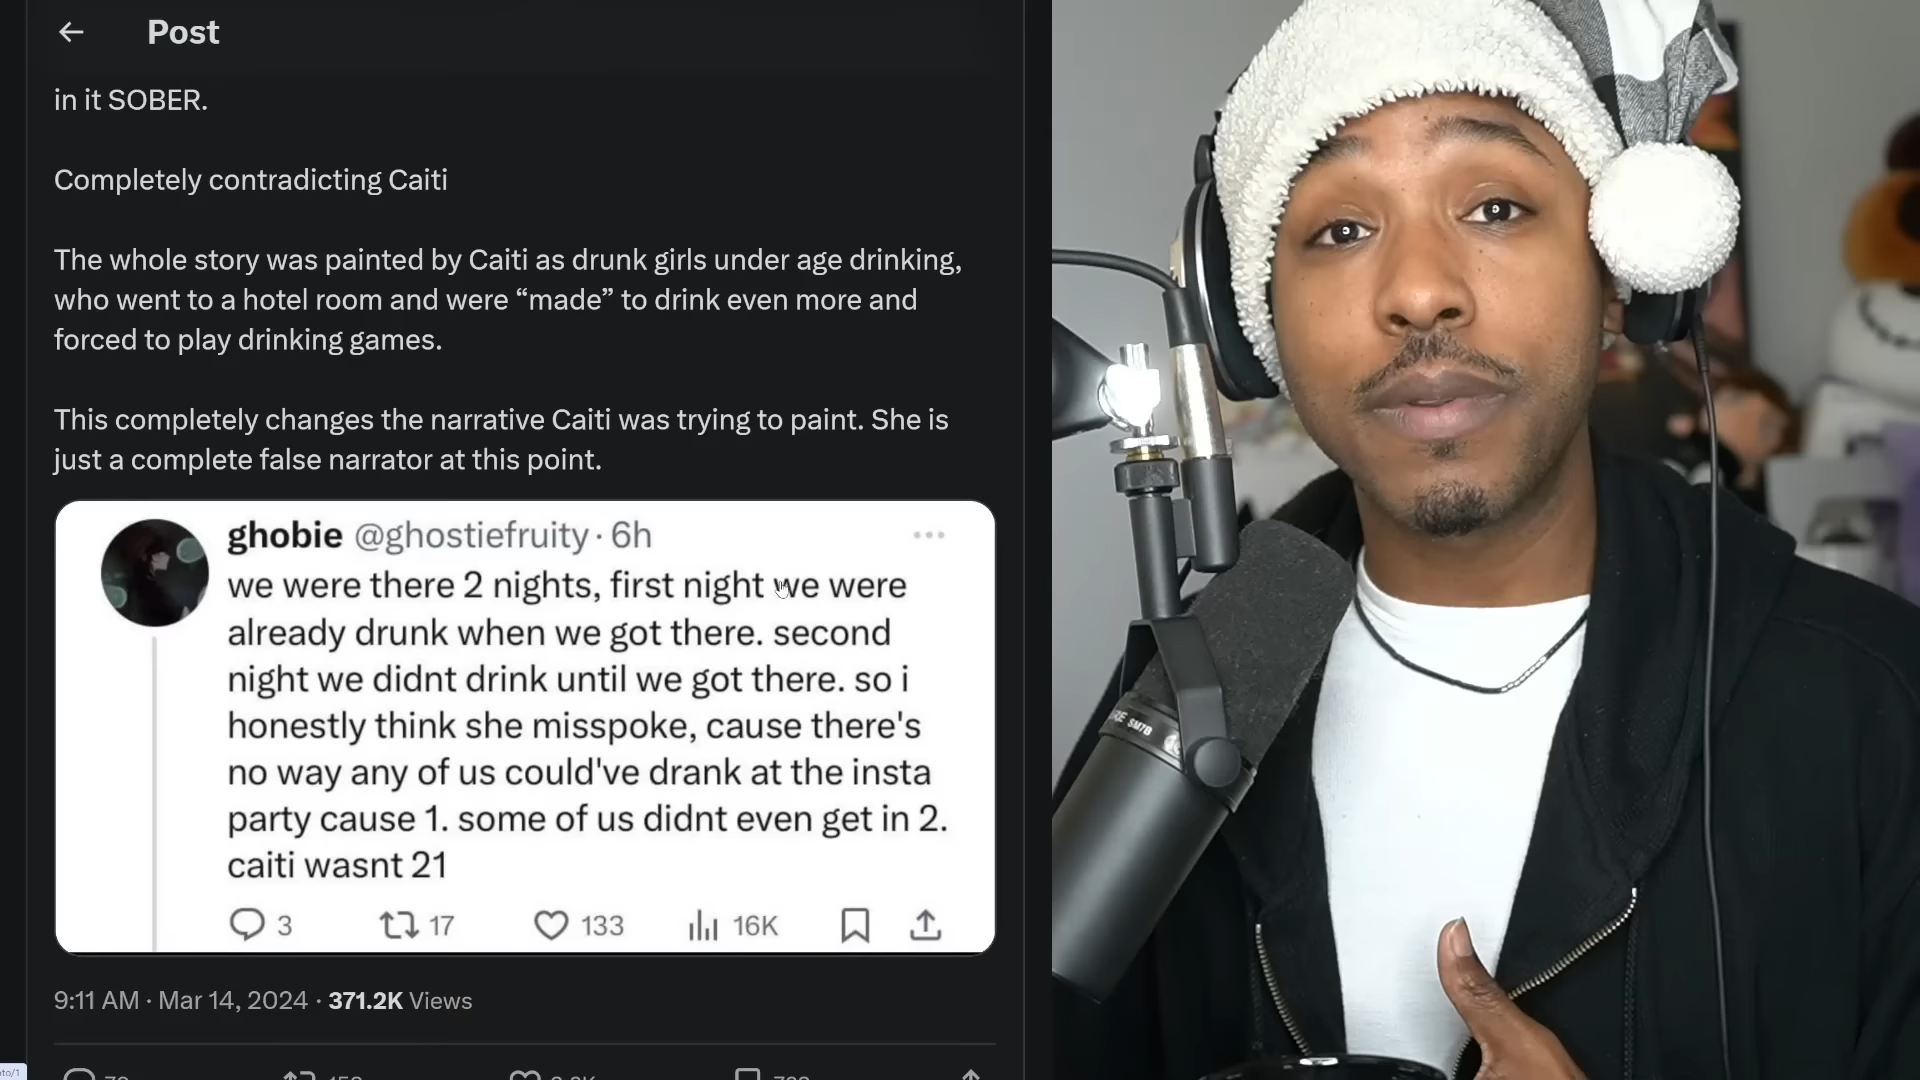 Post
in it SOBER.
Completely contradicting Caiti
The whole story was painted by Caiti as drunk girls under age drinking,
who went to a hotel room and were “made” to drink even more and
forced to play drinking games.
This completely changes the narrative Caiti was trying to paint. She is
just a complete false narrator at this point.
ghobie @ghostiefruity · 6h
we were there 2 nights, first night we were
already drunk when we got there. second
night we didnt drink until we got there. so i
honestly think she misspoke, cause there's
no way any of us could've drank at the insta
party cause 1. some of us didnt even get in 2.
caiti wasnt 21
3 17 133 16K
9:11 AM · Mar 14, 2024 · 371.2K Views
SM7B